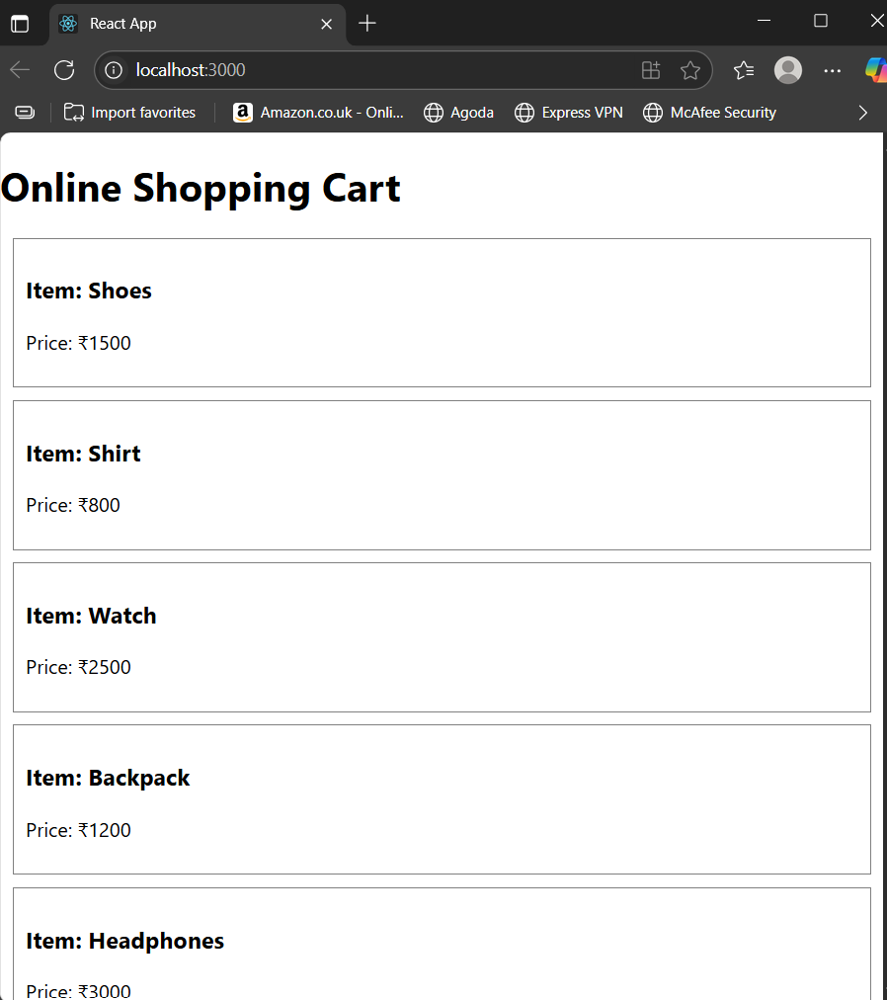 React App
localhost:3000
Import favorites
Amazon.co.uk - Onli...
Agoda
Express VPN
McAfee Security
Online Shopping Cart
Item: Shoes
Price: ₹1500
Item: Shirt
Price: ₹800
Item: Watch
Price: ₹2500
Item: Backpack
Price: ₹1200
Item: Headphones
Price: ₹3000